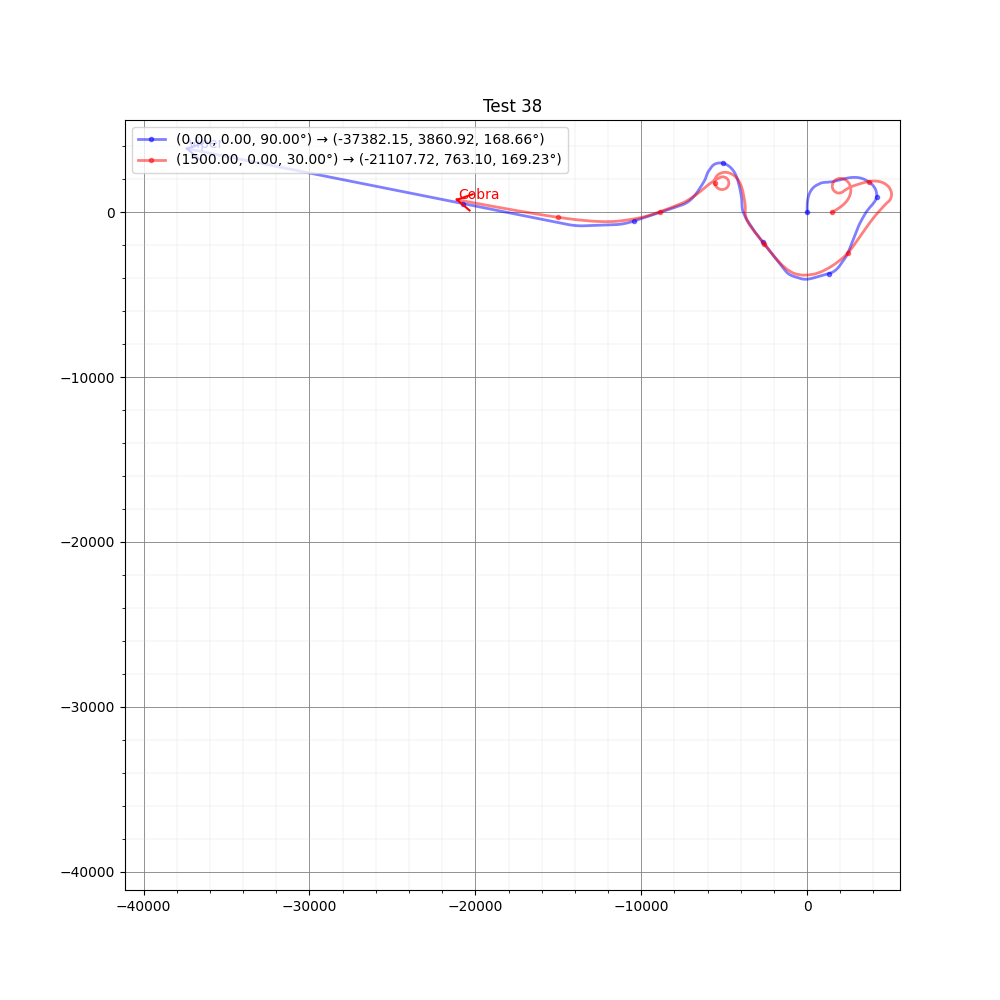 Test 38
(0.00, 0.00, 90.00°) → (-37382.15, 3860.92, 168.66°)
(1500.00, 0.00, 30.00°) → (-21107.72, 763.10, 169.23°)
Cobra
0
−10000
−20000
−30000
−40000
−40000 −30000 −20000 −10000 0